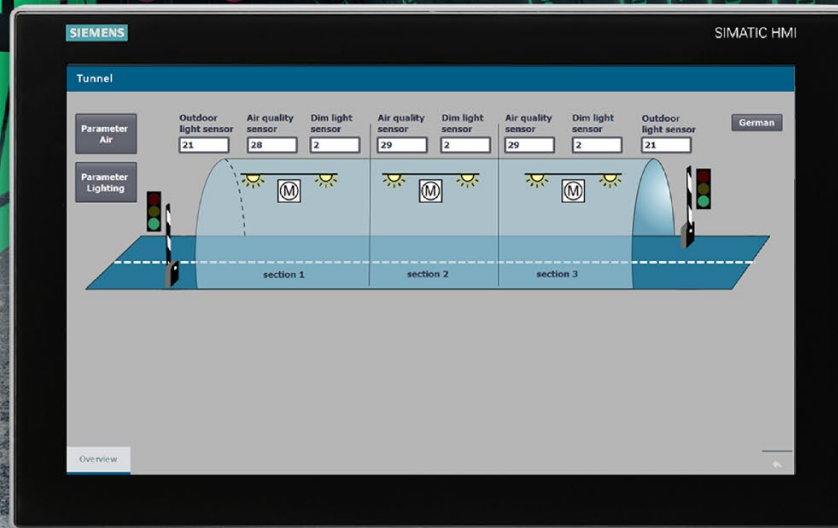 SIEMENS
SIMATIC HMI
Tunnel
Parameter
Air
Parameter
Lighting
Outdoor
light sensor
21
Air quality
sensor
28
Dim light
sensor
2
Air quality
sensor
29
Dim light
sensor
2
Air quality
sensor
29
Dim light
sensor
2
Outdoor
light sensor
21
German
M
M
M
section 1
section 2
section 3
Overview